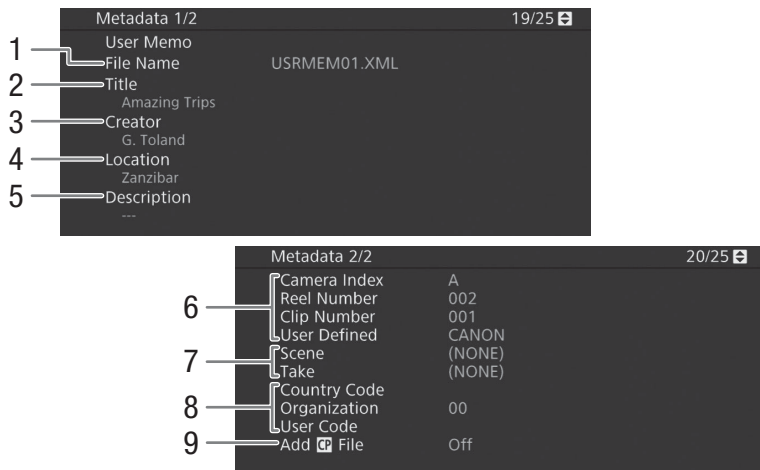 Metadata 1/2 19/25
User Memo
1 File Name USRMEM01.XML
2 Title
Amazing Trips
3 Creator
G. Toland
4 Location
Zanzibar
5 Description
---
Metadata 2/2 20/25
6 Camera Index A
Reel Number 002
Clip Number 001
User Defined CANON
7 Scene (NONE)
Take (NONE)
8 Country Code
Organization 00
User Code
9 Add CP File Off